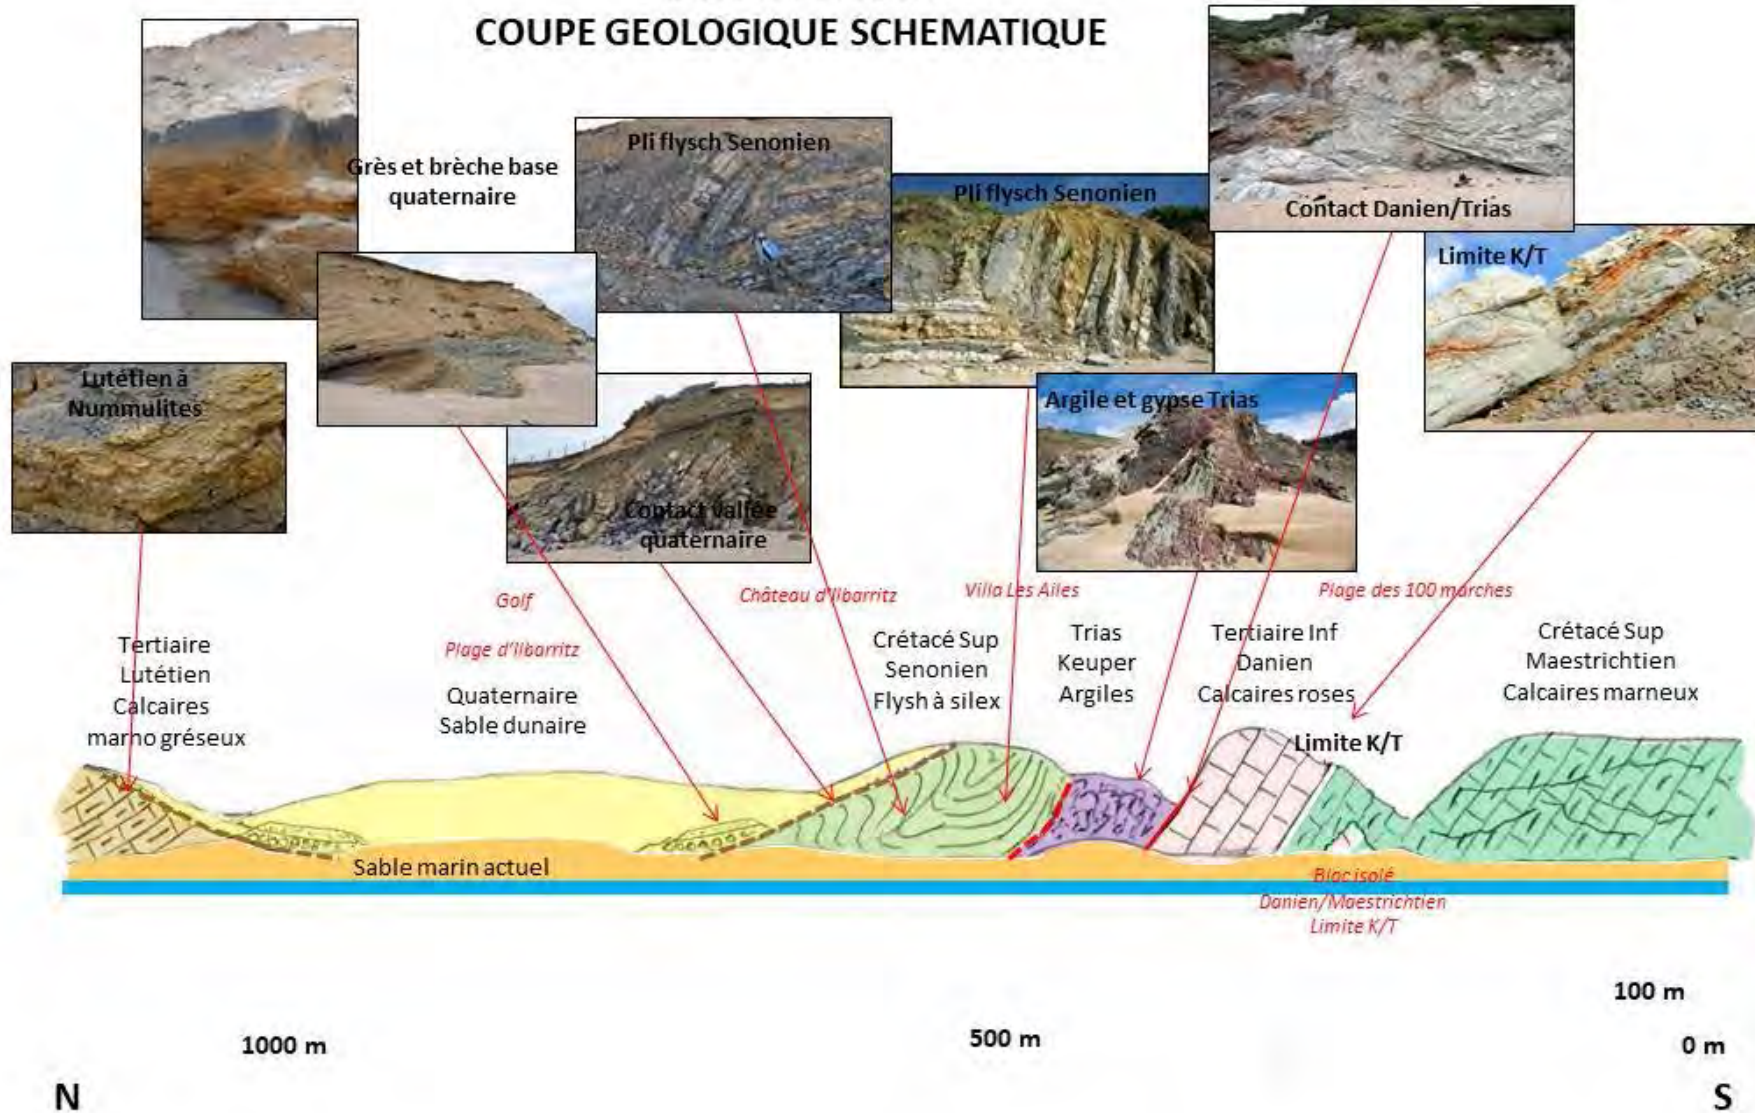 COUPE GEOLOGIQUE SCHEMATIQUE
Grès et brèche base
quaternaire
Pli flysch Senonien
Pli flysch Senonien
Contact Danien/Trias
Limite K/T
Lutétien à
Nummulites
Argile et gypse Trias
Contact vallée
quaternaire
Golf
Plage d'Ilbarritz
Château d'Ilbarritz
Villa Les Ailes
Plage des 100 marches
Tertiaire
Lutétien
Calcaires
marno gréseux
Quaternaire
Sable dunaire
Crétacé Sup
Senonien
Flysh à silex
Trias
Keuper
Argiles
Tertiaire Inf
Danien
Calcaires roses
Crétacé Sup
Maestrichtien
Calcaires marneux
Limite K/T
Sable marin actuel
Bloc isolé
Danien/Maestrichtien
Limite K/T
100 m
1000 m
500 m
0 m
N
S